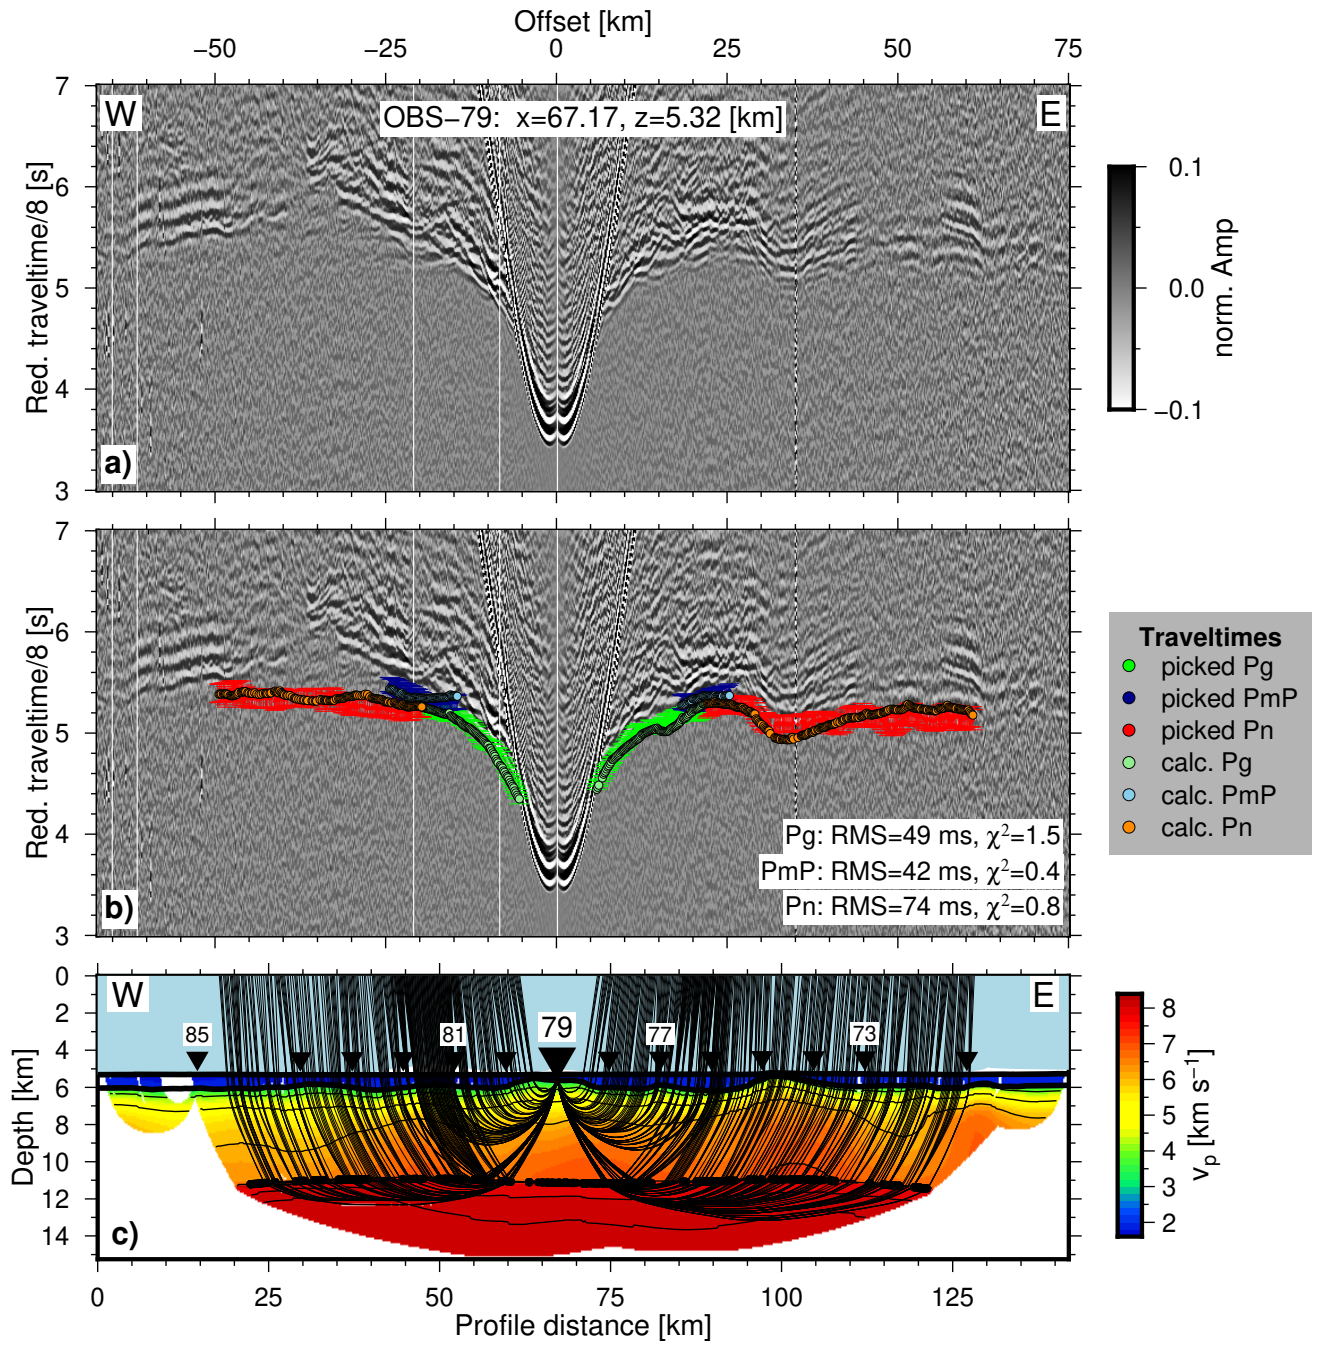 Offset [km]
−50 −25 0 25 50 75
W
OBS−79: x=67.17, z=5.32 [km]
E
7
6
5
4
3
Red. traveltime/8 [s]
a)
0.1
0.0
−0.1
norm. Amp
7
6
5
4
3
Red. traveltime/8 [s]
b)
Pg: RMS=49 ms, χ²=1.5
PmP: RMS=42 ms, χ²=0.4
Pn: RMS=74 ms, χ²=0.8
Traveltimes
picked Pg
picked PmP
picked Pn
calc. Pg
calc. PmP
calc. Pn
W
E
85 81 79 77 73
0
2
4
6
8
10
12
14
Depth [km]
c)
0 25 50 75 100 125
Profile distance [km]
8
7
6
5
4
3
2
vₚ [km s⁻¹]